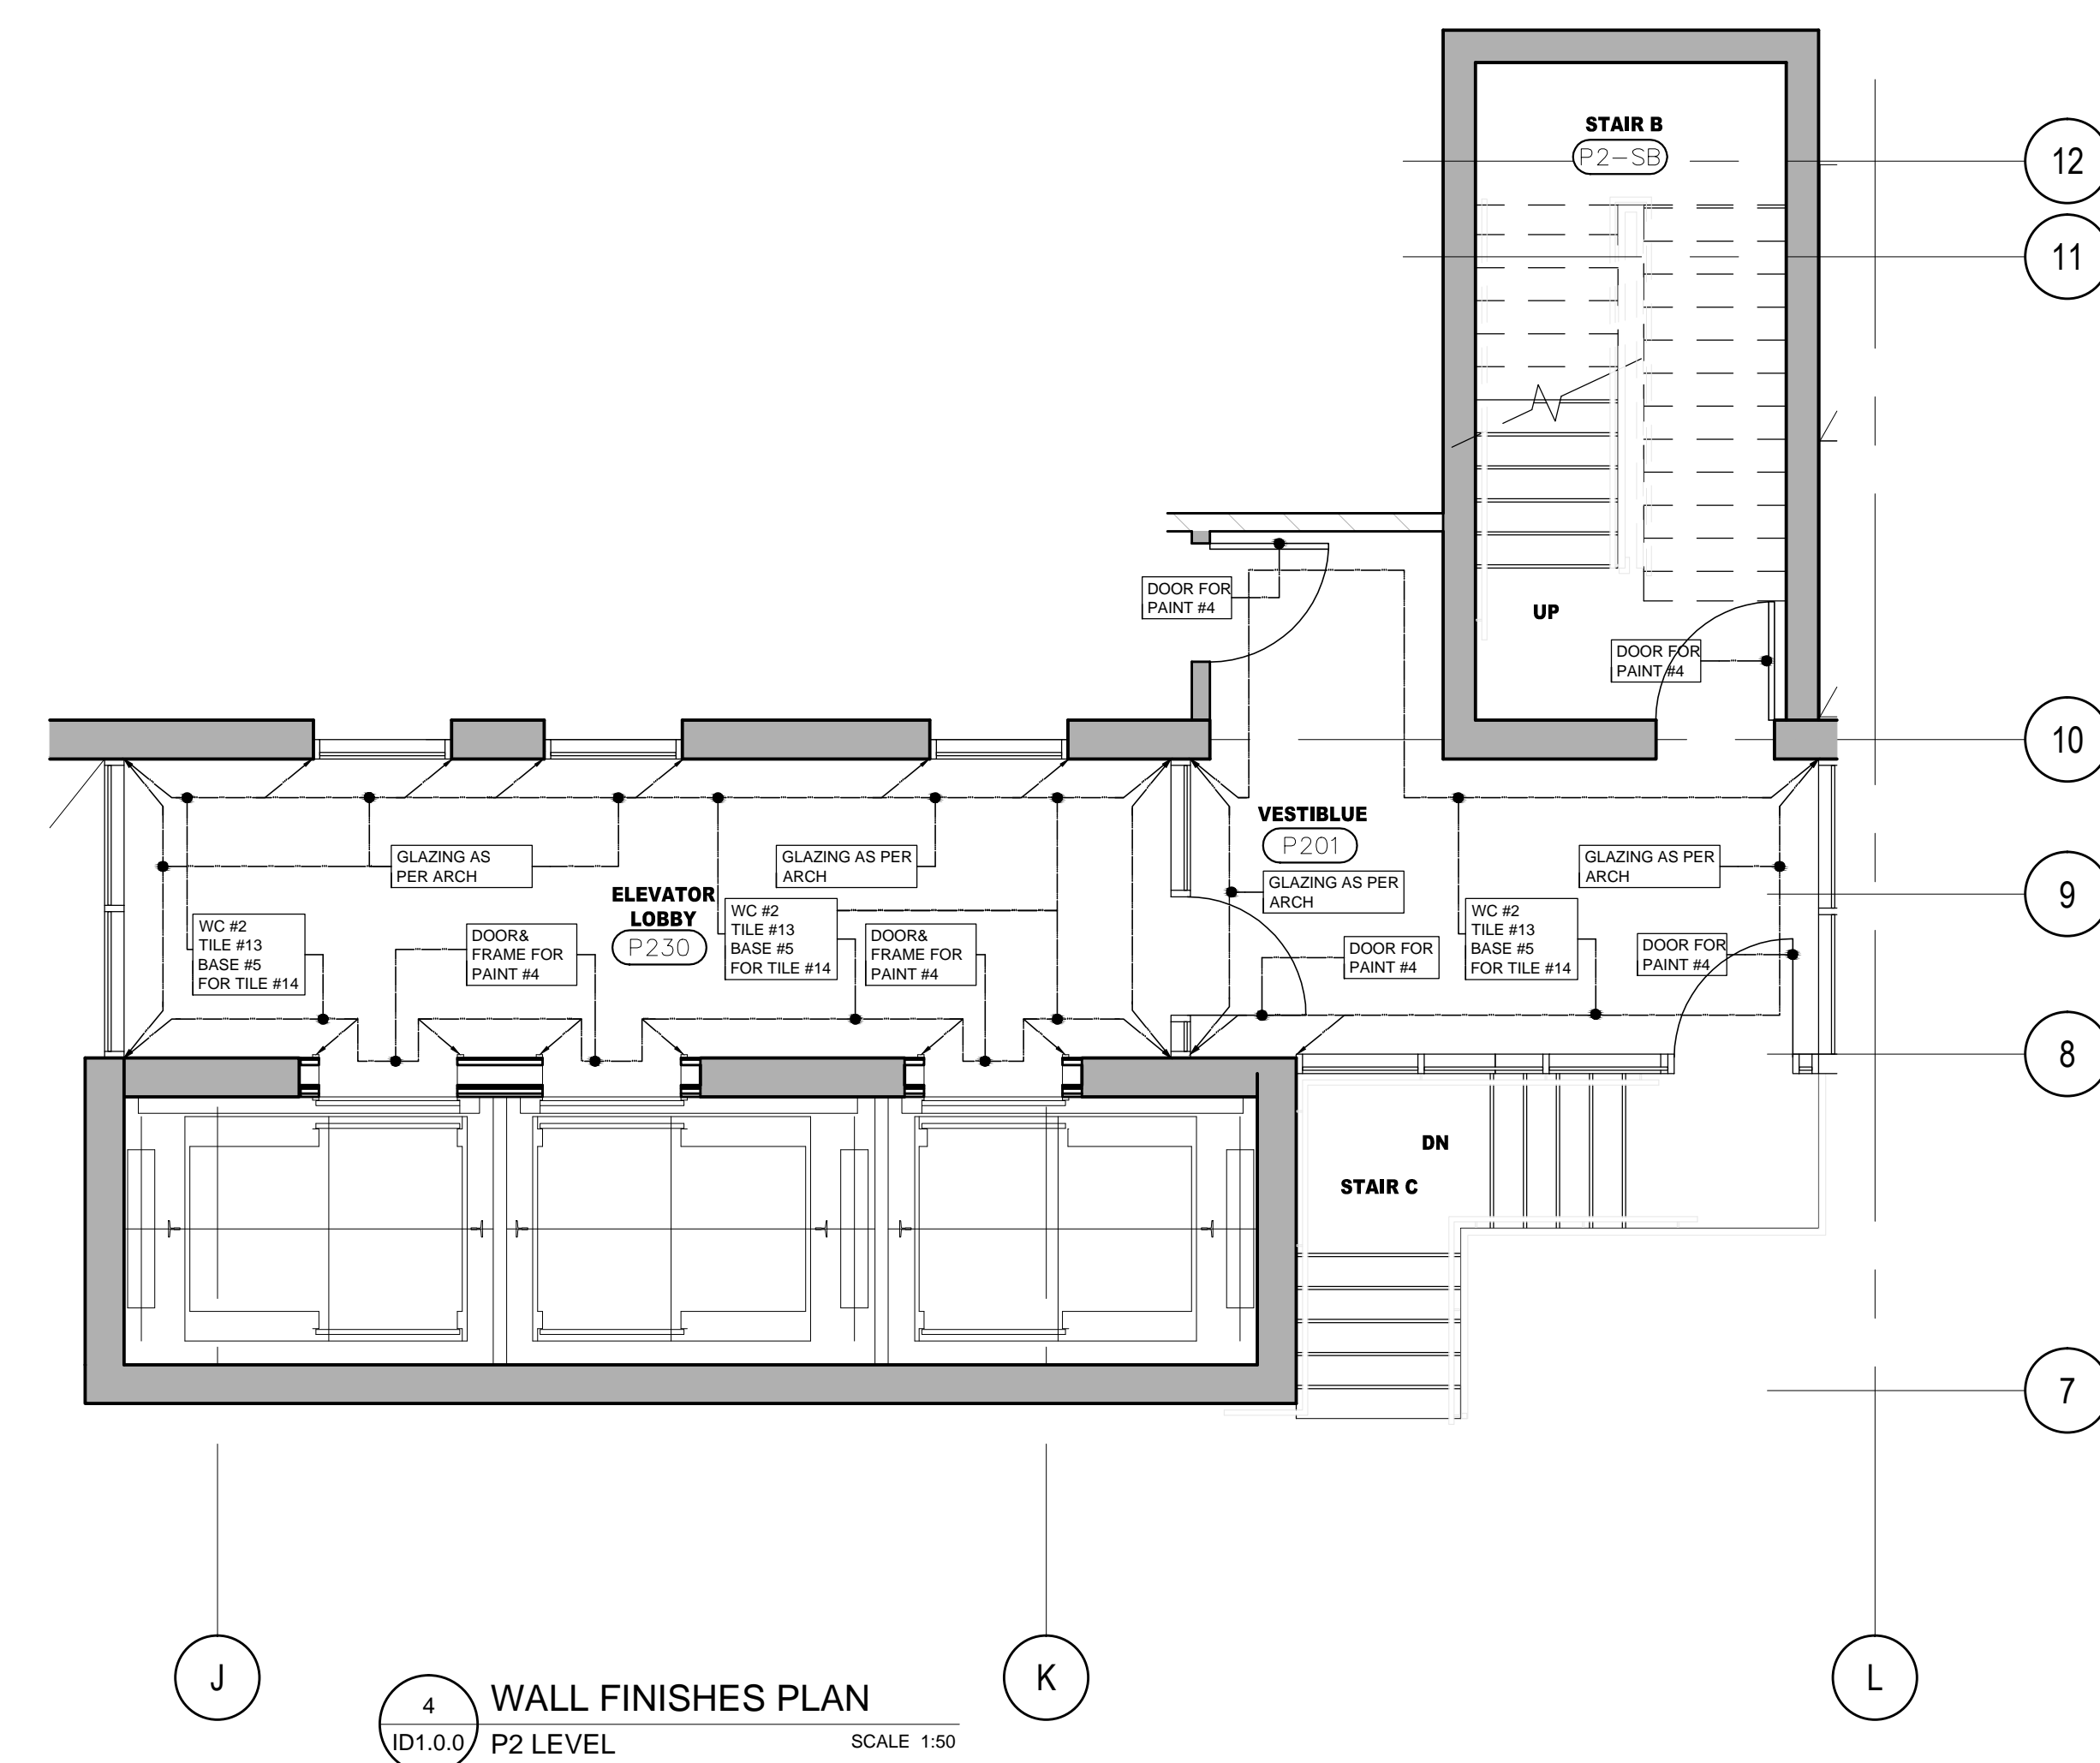 STAIR B
P2-SB
12
11
DOOR FOR
PAINT #4
UP
DOOR FOR
PAINT #4
10
VESTIBLUE
P201
GLAZING AS
PER ARCH
GLAZING AS PER
ARCH
GLAZING AS PER
ARCH
GLAZING AS PER
ARCH
9
ELEVATOR
LOBBY
P230
WC #2
TILE #13
BASE #5
FOR TILE #14
DOOR&
FRAME FOR
PAINT #4
WC #2
TILE #13
BASE #5
FOR TILE #14
DOOR&
FRAME FOR
PAINT #4
DOOR FOR
PAINT #4
WC #2
TILE #13
BASE #5
FOR TILE #14
DOOR FOR
PAINT #4
8
DN
STAIR C
7
J
K
L
4
ID1.0.0
WALL FINISHES PLAN
P2 LEVEL
SCALE 1:50